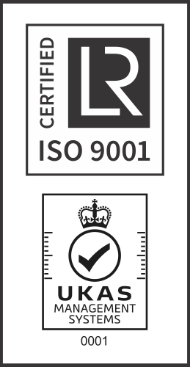 CERTIFIED
LR
ISO 9001
UKAS
MANAGEMENT
SYSTEMS
0001